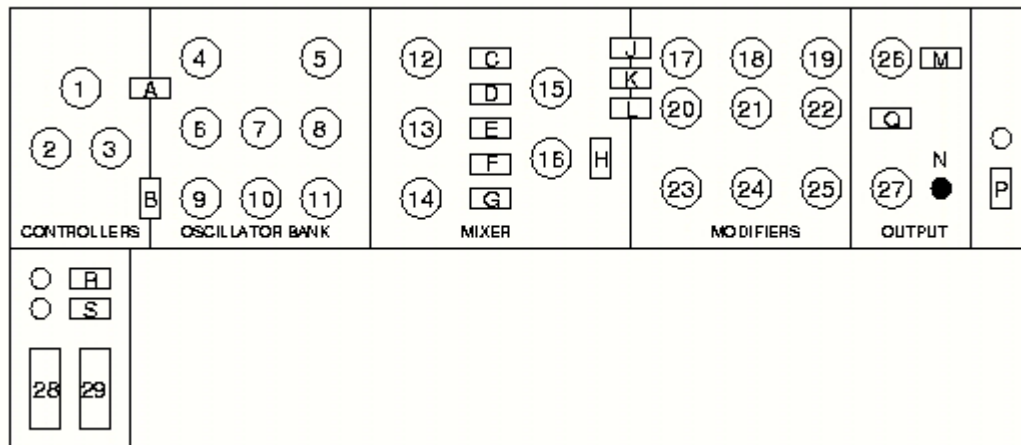 4 5 12 C J 17 18 19 26 M
1 A D 15 K
6 7 8 13 E L 20 21 22 Q
2 3 F 16 H N
B 9 10 11 14 G 23 24 25 27 P
CONTROLLERS OSCILLATOR BANK MIXER MODIFIERS OUTPUT
R
S
28 29